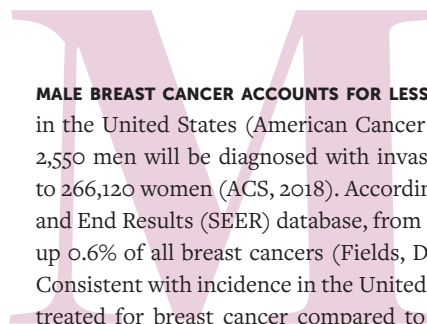 MALE BREAST CANCER ACCOUNTS FOR LESS
in the United States (American Cancer
2,550 men will be diagnosed with invas
to 266,120 women (ACS, 2018). Accordin
and End Results (SEER) database, from
up 0.6% of all breast cancers (Fields, D
Consistent with incidence in the United
treated for breast cancer compared to